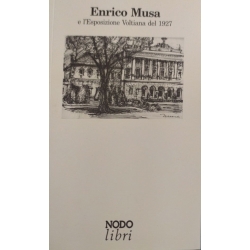 Enrico Musa
e l'Esposizione Voltiana del 1927
NODO
libri